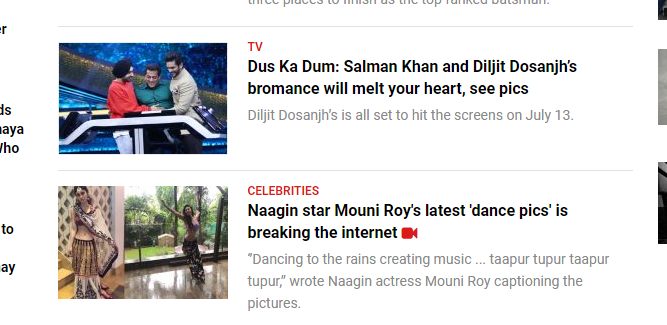 three places to finish as the top ranked batsman.
er
TV
Dus Ka Dum: Salman Khan and Diljit Dosanjh’s
bromance will melt your heart, see pics
Diljit Dosanjh’s is all set to hit the screens on July 13.
ds
naya
Who
CELEBRITIES
Naagin star Mouni Roy's latest 'dance pics' is
breaking the internet
to
ay
“Dancing to the rains creating music ... taapur tupur taapur
tupur,” wrote Naagin actress Mouni Roy captioning the
pictures.